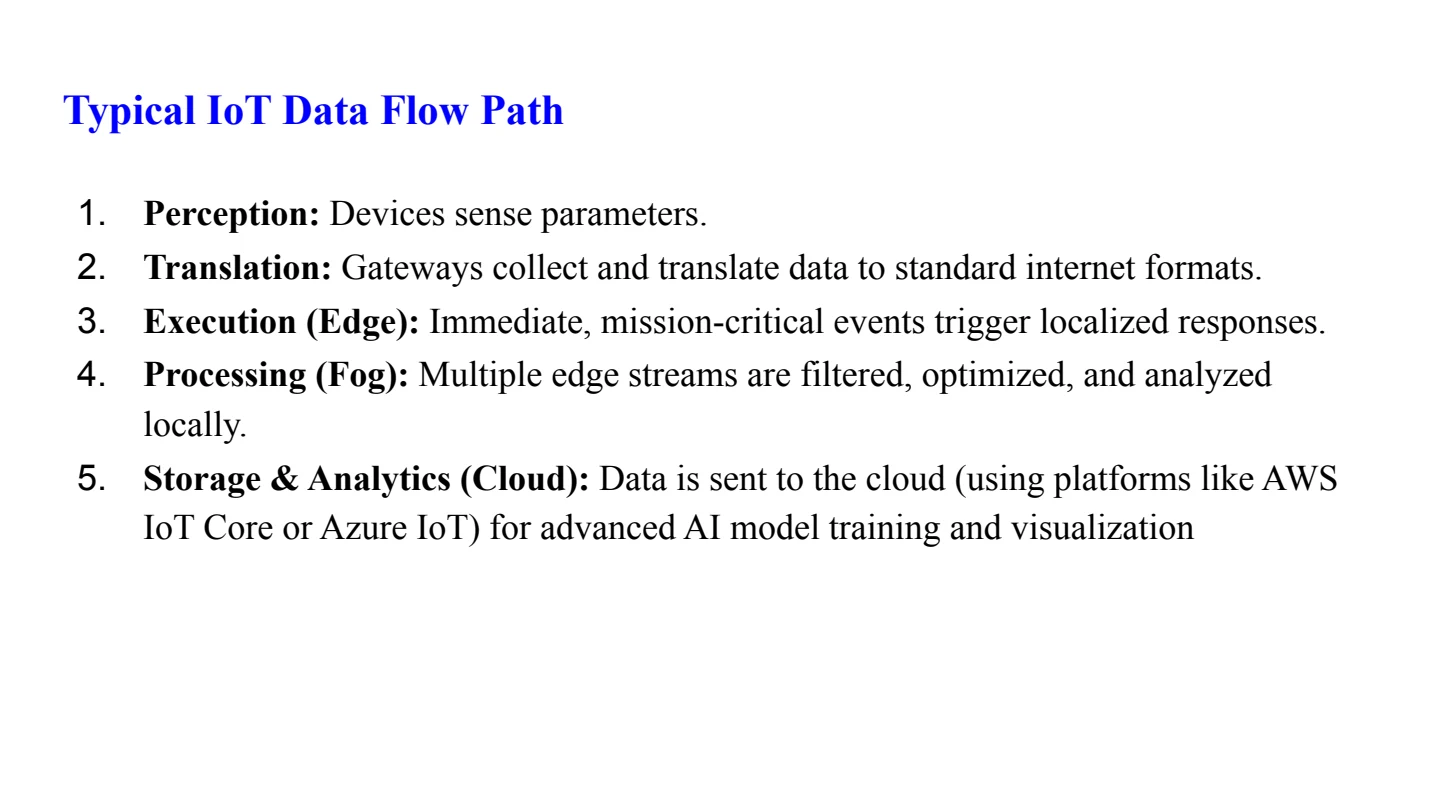 Typical IoT Data Flow Path
1. Perception: Devices sense parameters.
2. Translation: Gateways collect and translate data to standard internet formats.
3. Execution (Edge): Immediate, mission-critical events trigger localized responses.
4. Processing (Fog): Multiple edge streams are filtered, optimized, and analyzed
locally.
5. Storage & Analytics (Cloud): Data is sent to the cloud (using platforms like AWS
IoT Core or Azure IoT) for advanced AI model training and visualization